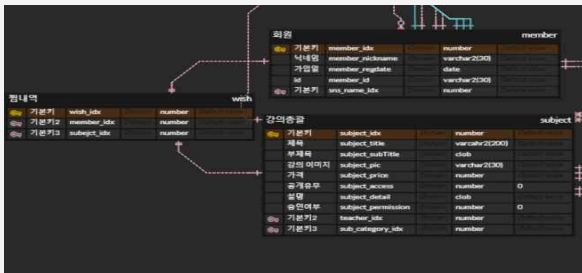 회원 member
기본키 member_idx number
닉네임 member_nickname varchar2(30)
가입일 member_regdate date
id member_id varchar2(30)
기본키 sns_name_idx number
찜내역 wish
기본키 wish_idx number
기본키2 member_idx number
기본키3 subejct_idx number
강의총괄 subject
기본키 subject_idx number
제목 subject_title varcahr2(200)
부제목 subject_subTitle clob
강의 이미지 subject_pic varchar2(30)
가격 subject_price number
공개유무 subject_access number 0
설명 subject_detail clob
승인여부 subject_permission number 0
기본키2 teacher_idx number
기본키3 sub_category_idx number